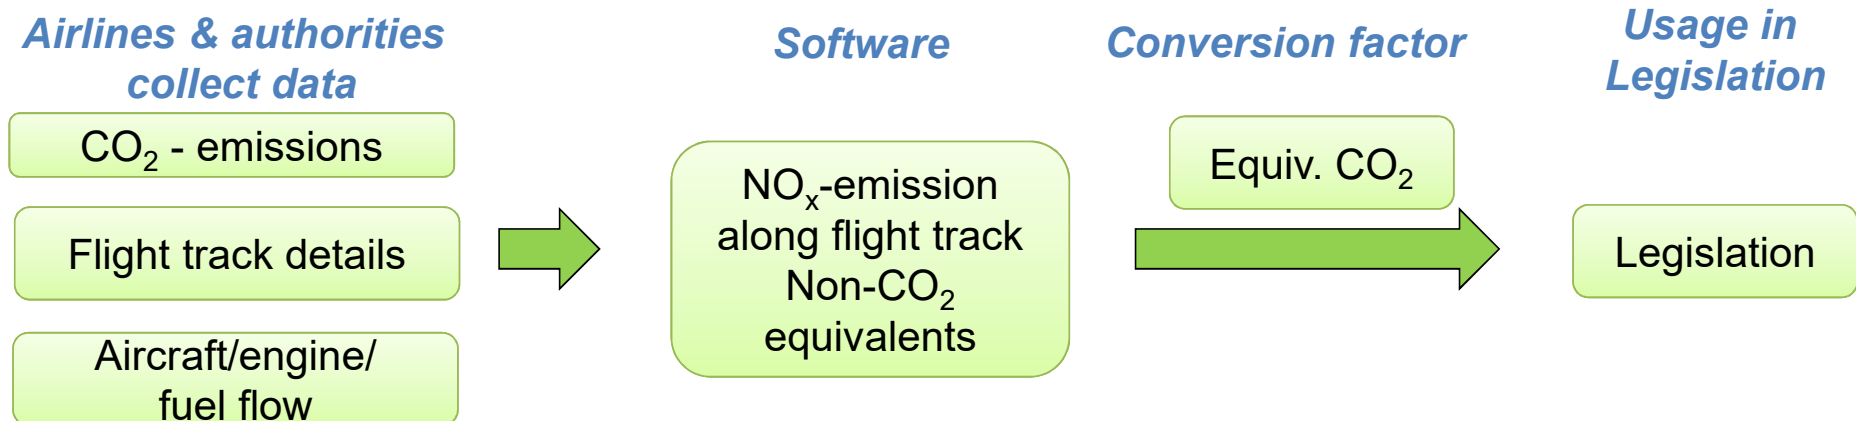 Airlines & authorities
collect data
CO₂ - emissions
Flight track details
Aircraft/engine/
fuel flow
Software
NOₓ-emission
along flight track
Non-CO₂
equivalents
Conversion factor
Equiv. CO₂
Usage in
Legislation
Legislation